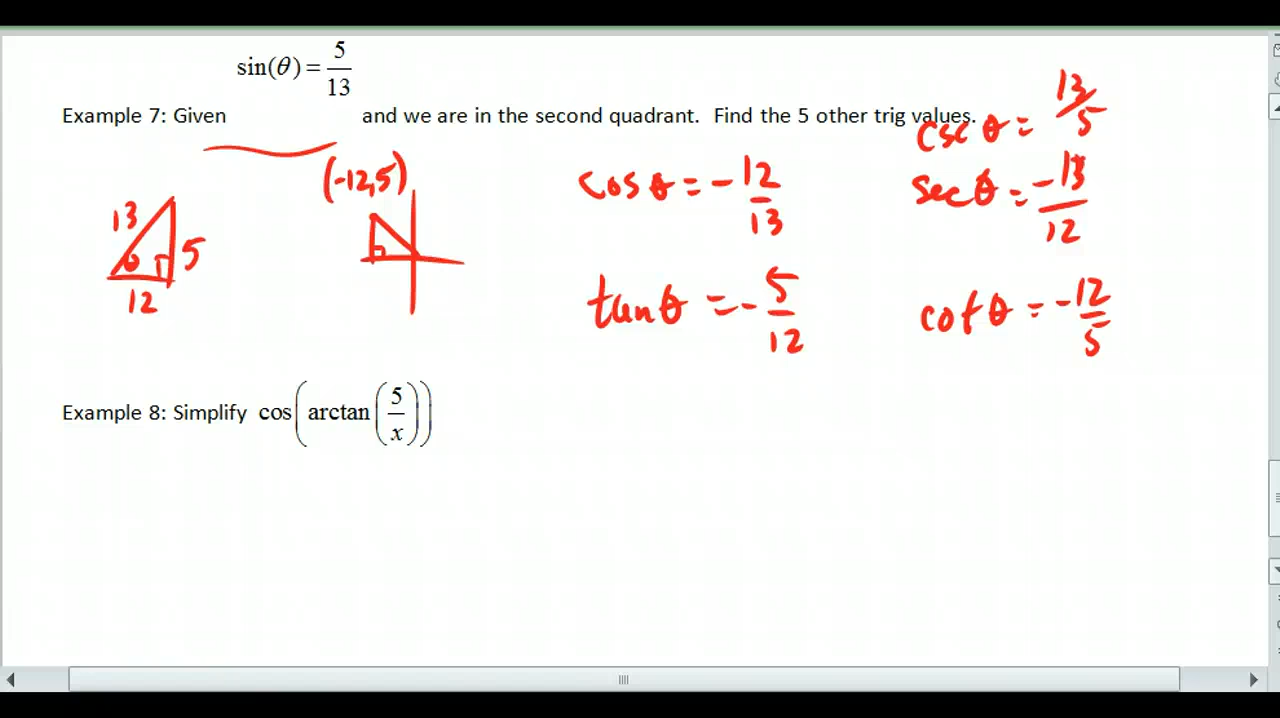 sin(θ) = 5/13
Example 7: Given and we are in the second quadrant. Find the 5 other trig values.
csc θ = 13/5
(-12,5)
cos θ = -12/13
sec θ = -13/12
13
5
12
tan θ = -5/12
cot θ = -12/5
θ
Example 8: Simplify cos(arctan(5/x))